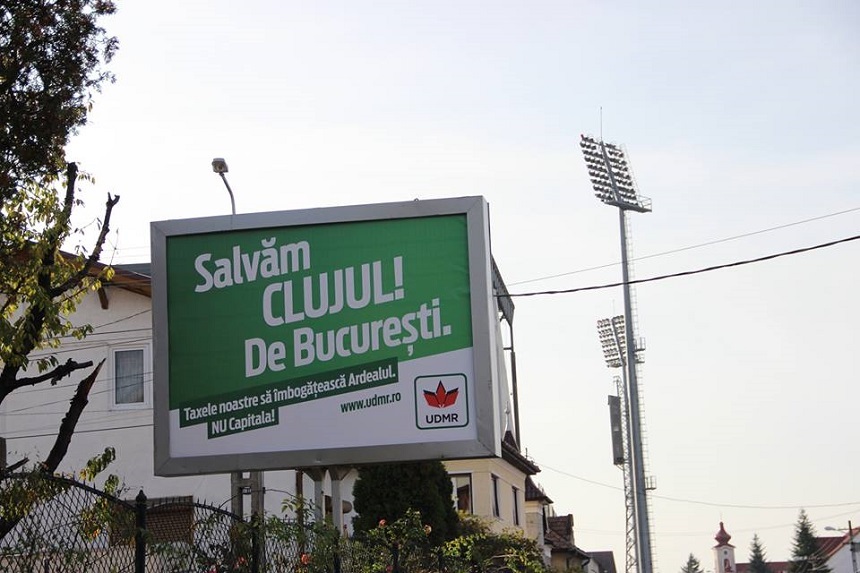 Salvăm
CLUJUL!
De București.
Taxele noastre să îmbogățească Ardealul.
NU Capitala!
www.udmr.ro
UDMR